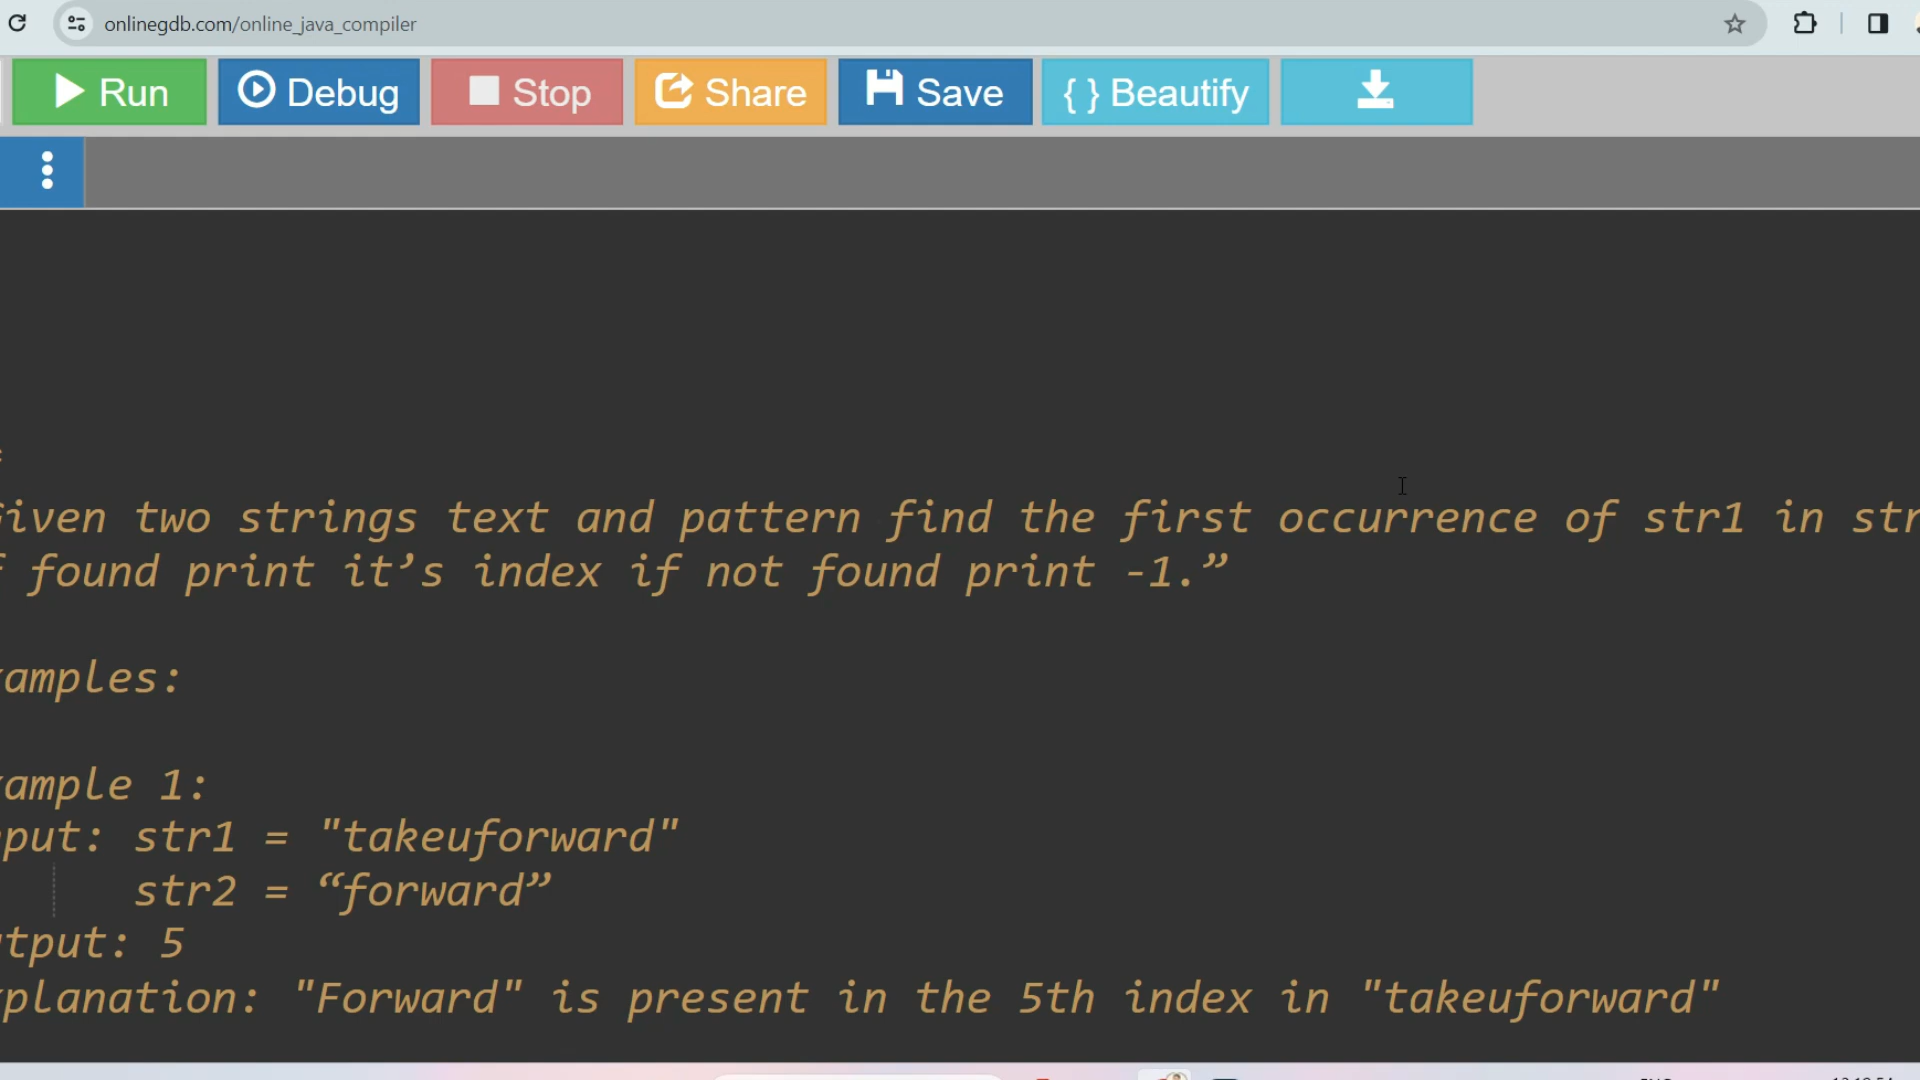 onlinegdb.com/online_java_compiler
Run Debug Stop Share Save { } Beautify
iven two strings text and pattern find the first occurrence of str1 in str
found print it’s index if not found print -1.”
amples:
ample 1:
put: str1 = "takeuforward"
str2 = “forward”
tput: 5
planation: "Forward" is present in the 5th index in "takeuforward"